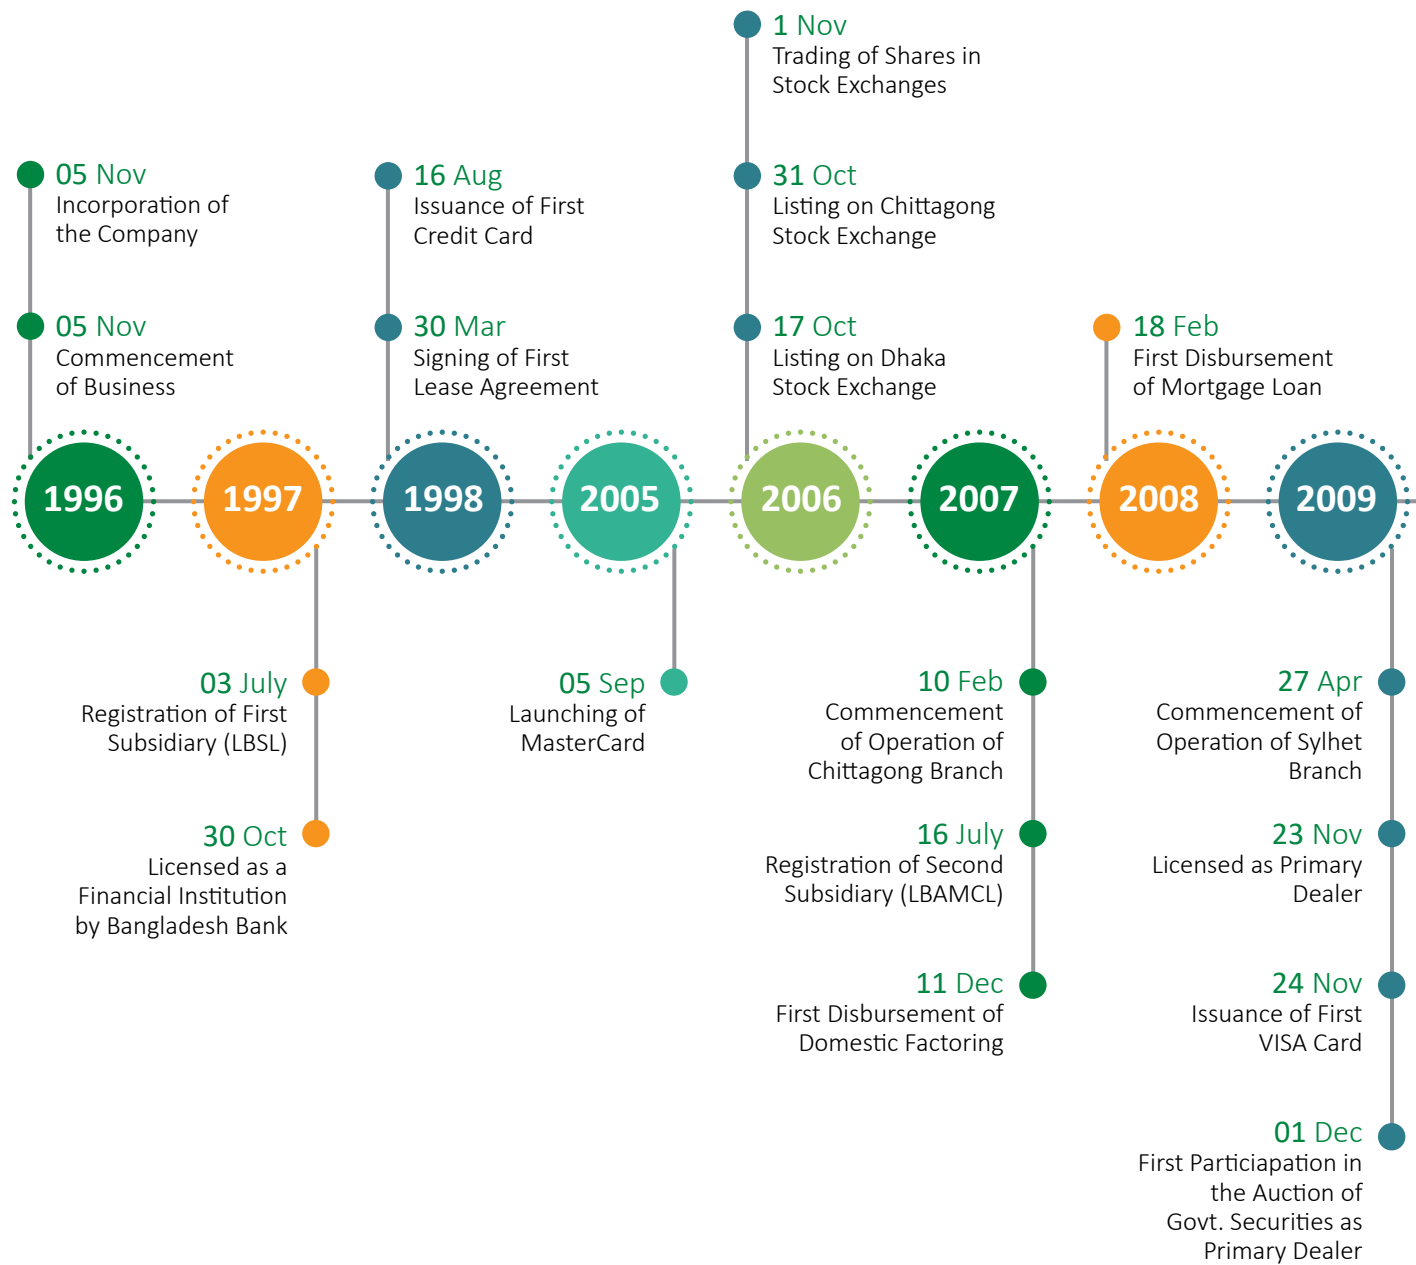 1 Nov
Trading of Shares in
Stock Exchanges
05 Nov
Incorporation of
the Company
16 Aug
Issuance of First
Credit Card
31 Oct
Listing on Chittagong
Stock Exchange
05 Nov
Commencement
of Business
30 Mar
Signing of First
Lease Agreement
17 Oct
Listing on Dhaka
Stock Exchange
18 Feb
First Disbursement
of Mortgage Loan
1996
1997
1998
2005
2006
2007
2008
2009
03 July
Registration of First
Subsidiary (LBSL)
05 Sep
Launching of
MasterCard
10 Feb
Commencement
of Operation of
Chittagong Branch
27 Apr
Commencement of
Operation of Sylhet
Branch
30 Oct
Licensed as a
Financial Institution
by Bangladesh Bank
16 July
Registration of Second
Subsidiary (LBAMCL)
23 Nov
Licensed as Primary
Dealer
11 Dec
First Disbursement of
Domestic Factoring
24 Nov
Issuance of First
VISA Card
01 Dec
First Particiapation in
the Auction of
Govt. Securities as
Primary Dealer